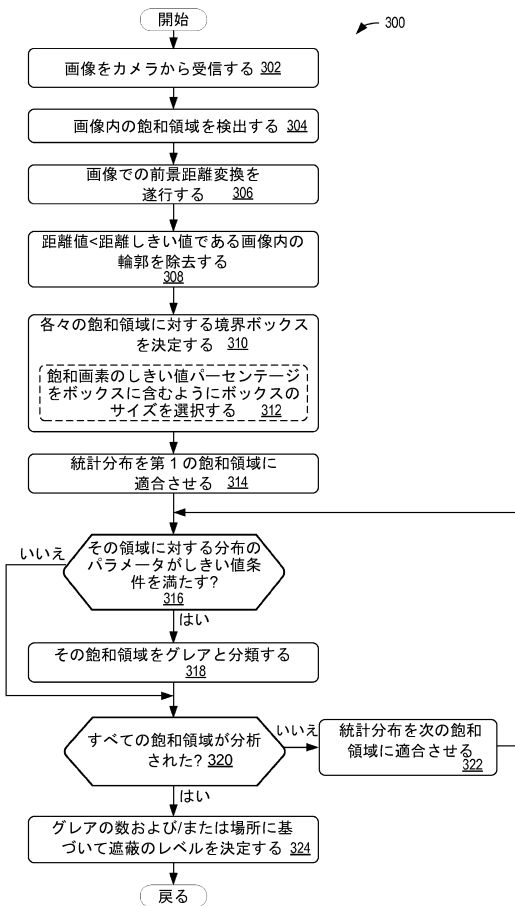 開始
300
画像をカメラから受信する 302
画像内の飽和領域を検出する 304
画像での前景距離変換を
遂行する 306
距離値<距離しきい値である画像内の
輪郭を除去する
308
各々の飽和領域に対する境界ボックス
を決定する 310
飽和画素のしきい値パーセンテージ
をボックスに含むようにボックスの
サイズを選択する 312
統計分布を第1の飽和領域に
適合させる 314
その領域に対する分布の
パラメータがしきい値条
件を満たす?
316
いいえ
はい
その飽和領域をグレアと分類する
318
すべての飽和領域が分析
された? 320
いいえ
統計分布を次の飽和
領域に適合させる
322
はい
グレアの数および/または場所に基
づいて遮蔽のレベルを決定する 324
戻る